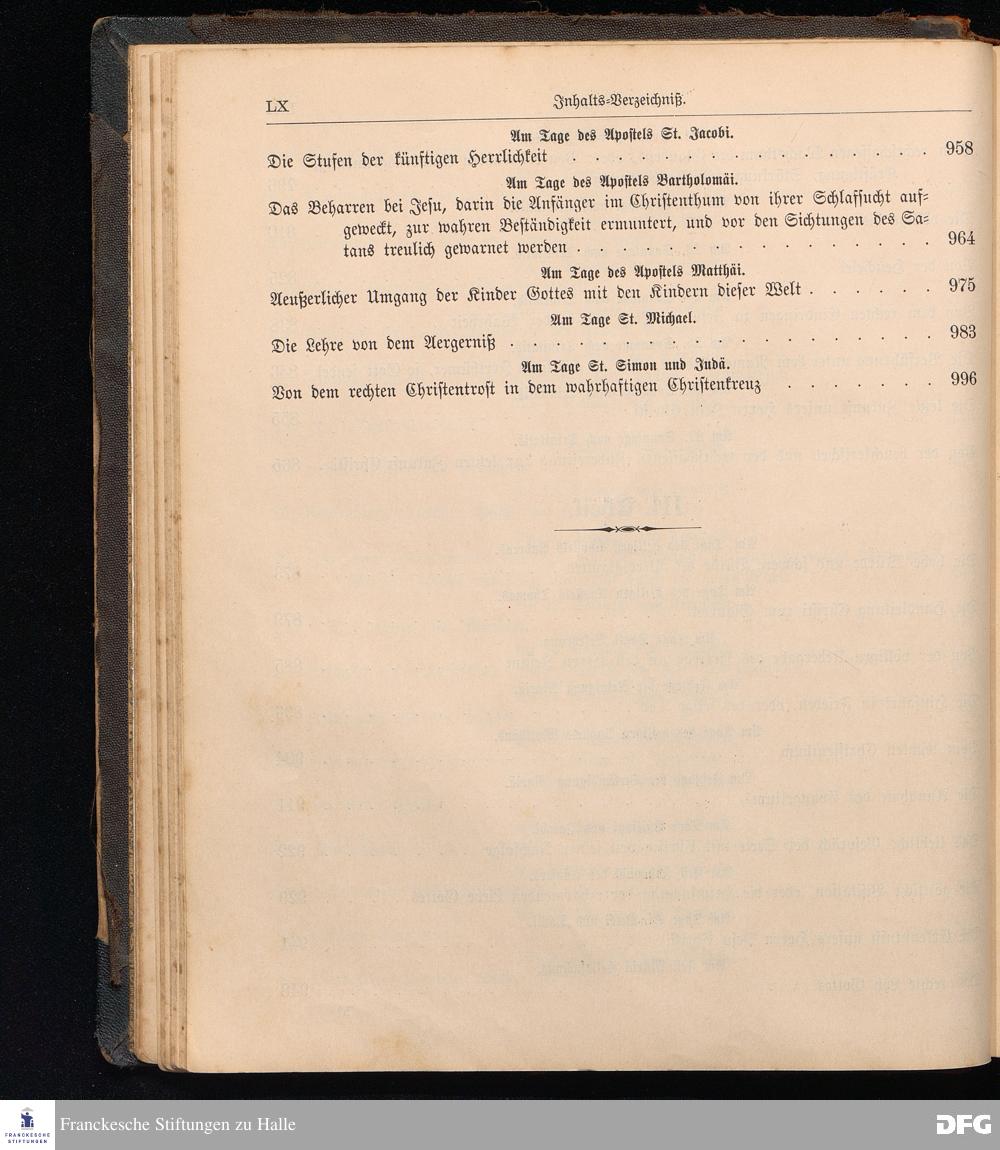 LX
Inhalts-Verzeichniß.
Am Tage des Apostels St. Jacobi.
Die Stufen der künftigen Herrlichkeit . . . . . . . . . . . . . . . . 958
Am Tage des Apostels Bartholomäi.
Das Beharren bei Jesu, darin die Anfänger im Christenthum von ihrer Schlafsucht auf-
geweckt, zur wahren Beständigkeit ermuntert, und vor den Sichtungen des Sa-
tans treulich gewarnet werden . . . . . . . . . . . . . . . . 964
Am Tage des Apostels Matthäi.
Aeußerlicher Umgang der Kinder Gottes mit den Kindern dieser Welt . . . . . . 975
Am Tage St. Michael.
Die Lehre von dem Aergerniß . . . . . . . . . . . . . . . . . . 983
Am Tage St. Simon und Judä.
Von dem rechten Christentrost in dem wahrhaftigen Christenkreuz . . . . . . . 996
FRANCKESCHE
STIFTUNGEN
Franckesche Stiftungen zu Halle
DFG